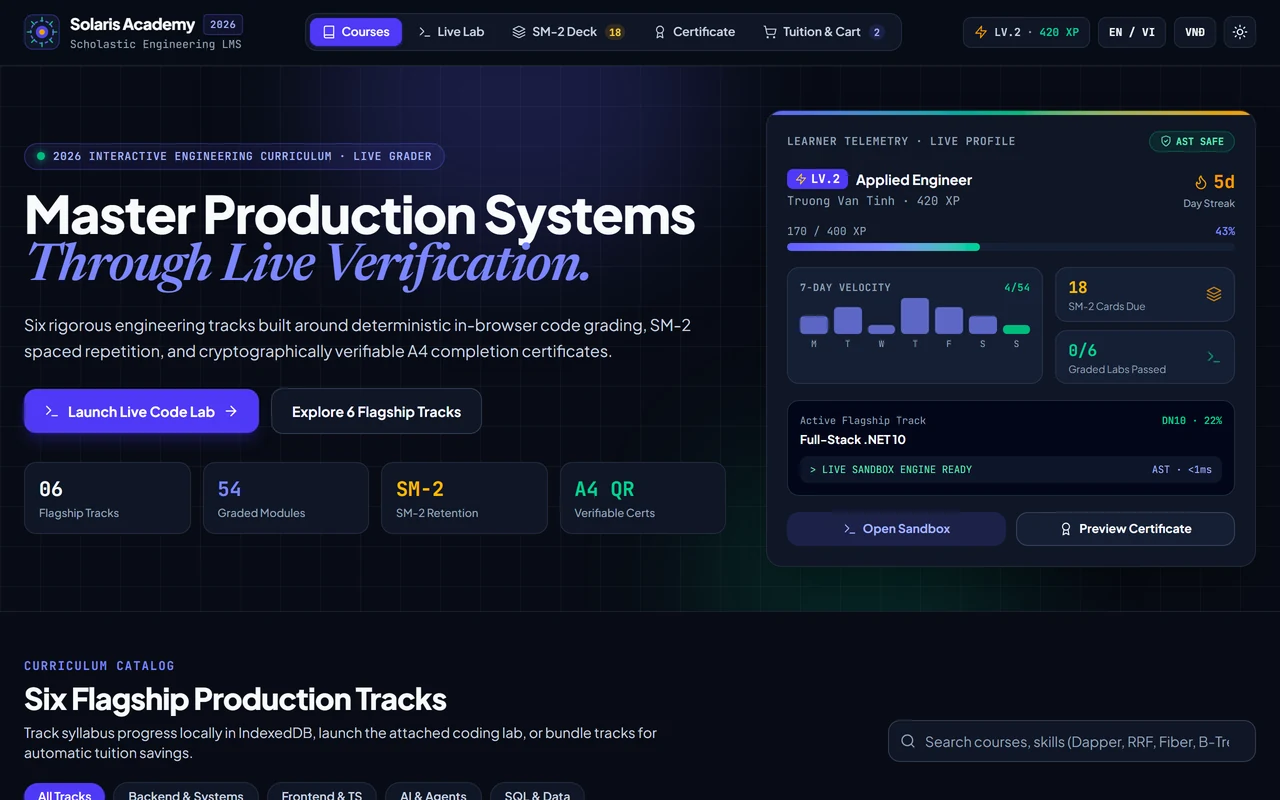 Solaris Academy 2026
Scholastic Engineering LMS
Courses
Live Lab
SM-2 Deck 18
Certificate
Tuition & Cart 2
LV.2 · 420 XP
EN / VI
VNĐ
2026 INTERACTIVE ENGINEERING CURRICULUM · LIVE GRADER
Master Production Systems
Through Live Verification.
Six rigorous engineering tracks built around deterministic in-browser code grading, SM-2
spaced repetition, and cryptographically verifiable A4 completion certificates.
>_ Launch Live Code Lab →
Explore 6 Flagship Tracks
06
Flagship Tracks
54
Graded Modules
SM-2
SM-2 Retention
A4 QR
Verifiable Certs
LEARNER TELEMETRY · LIVE PROFILE
AST SAFE
LV.2 Applied Engineer
Truong Van Tinh · 420 XP
5d
Day Streak
170 / 400 XP
43%
7-DAY VELOCITY 4/54
M T W T F S S
18
SM-2 Cards Due
0/6
Graded Labs Passed
Active Flagship Track DN10 · 22%
Full-Stack .NET 10
> LIVE SANDBOX ENGINE READY AST · <1ms
>_ Open Sandbox
Preview Certificate
CURRICULUM CATALOG
Six Flagship Production Tracks
Track syllabus progress locally in IndexedDB, launch the attached coding lab, or bundle tracks for
automatic tuition savings.
Search courses, skills (Dapper, RRF, Fiber, B-Tre
All Tracks
Backend & Systems
Frontend & TS
AI & Agents
SQL & Data